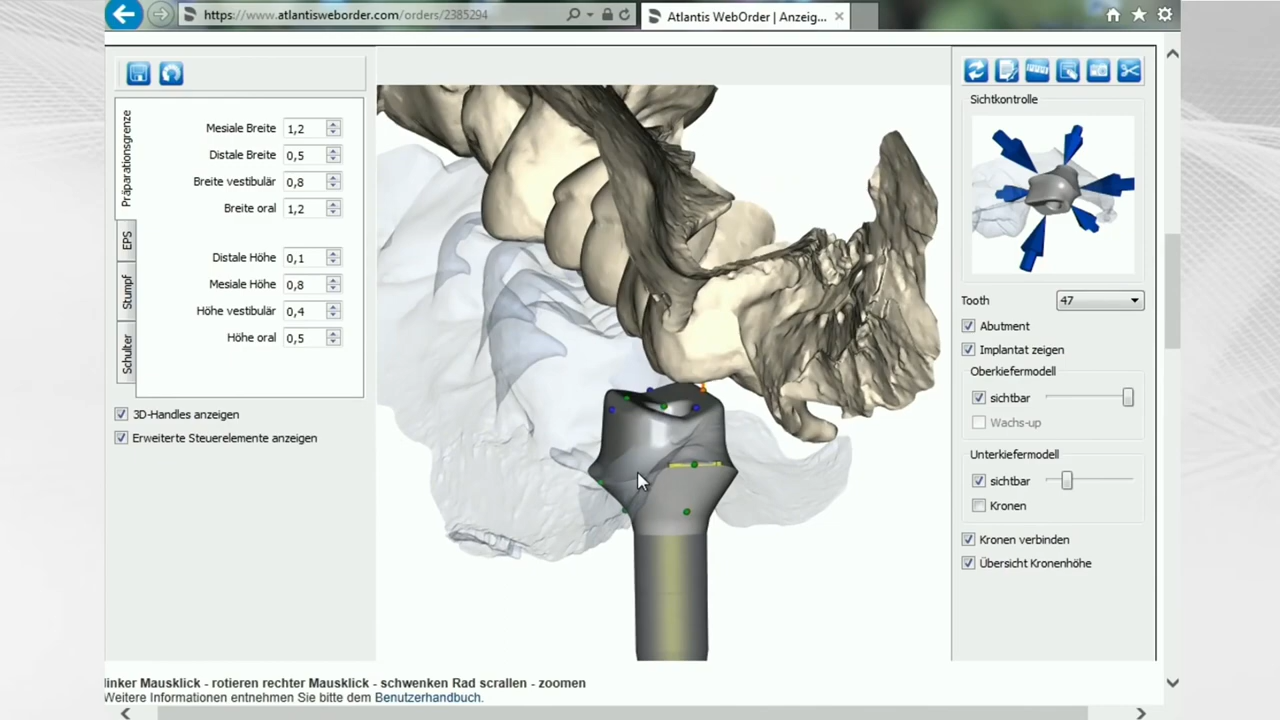 https://www.atlantisweborder.com/orders/2385294
Atlantis WebOrder | Anzeig...
Präparationsgrenze
EPS
Stumpf
Schulter
Mesiale Breite 1,2
Distale Breite 0,5
Breite vestibulär 0,8
Breite oral 1,2
Distale Höhe 0,1
Mesiale Höhe 0,8
Höhe vestibulär 0,4
Höhe oral 0,5
3D-Handles anzeigen
Erweiterte Steuerelemente anzeigen
Sichtkontrolle
Tooth 47
Abutment
Implantat zeigen
Oberkiefermodell
sichtbar
Wachs-up
Unterkiefermodell
sichtbar
Kronen
Kronen verbinden
Übersicht Kronenhöhe
linker Mausklick - rotieren rechter Mausklick - schwenken Rad scrallen - zoomen
Weitere Informationen entnehmen Sie bitte dem Benutzerhandbuch.